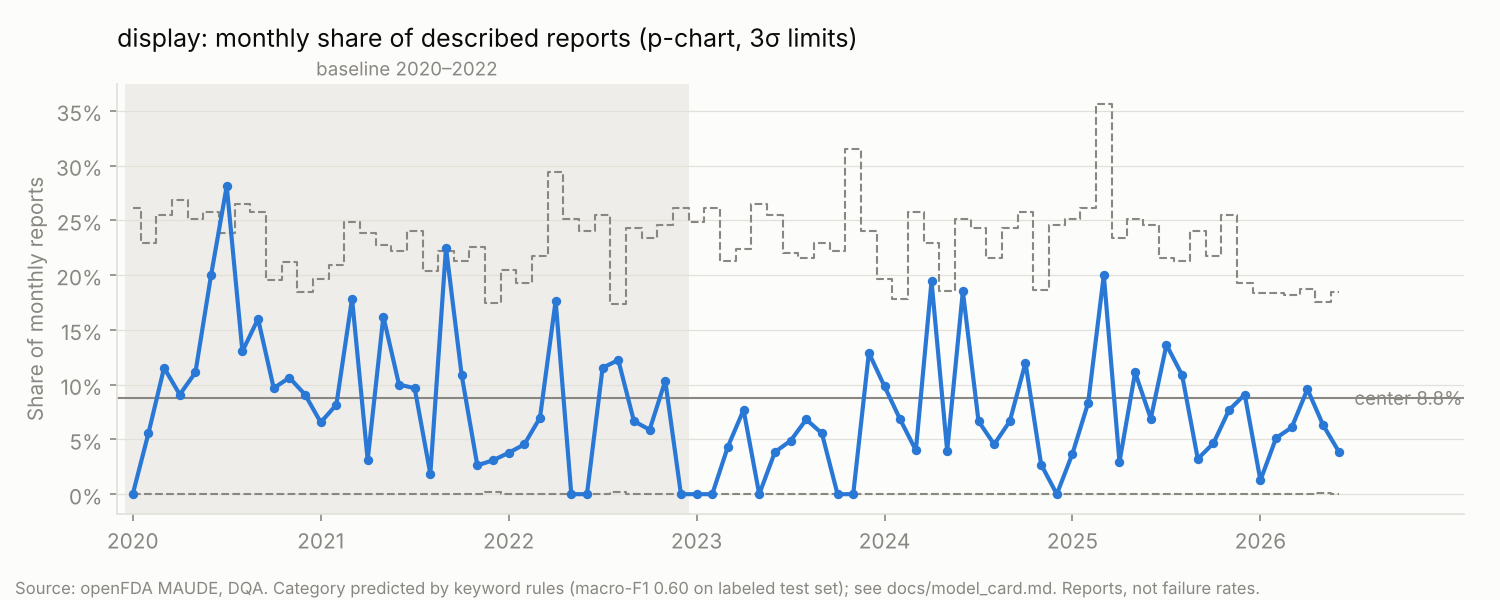 display: monthly share of described reports (p-chart, 3σ limits)
baseline 2020–2022
Share of monthly reports
35%
30%
25%
20%
15%
10%
5%
0%
center 8.8%
2020 2021 2022 2023 2024 2025 2026
Source: openFDA MAUDE, DQA. Category predicted by keyword rules (macro-F1 0.60 on labeled test set); see docs/model_card.md. Reports, not failure rates.